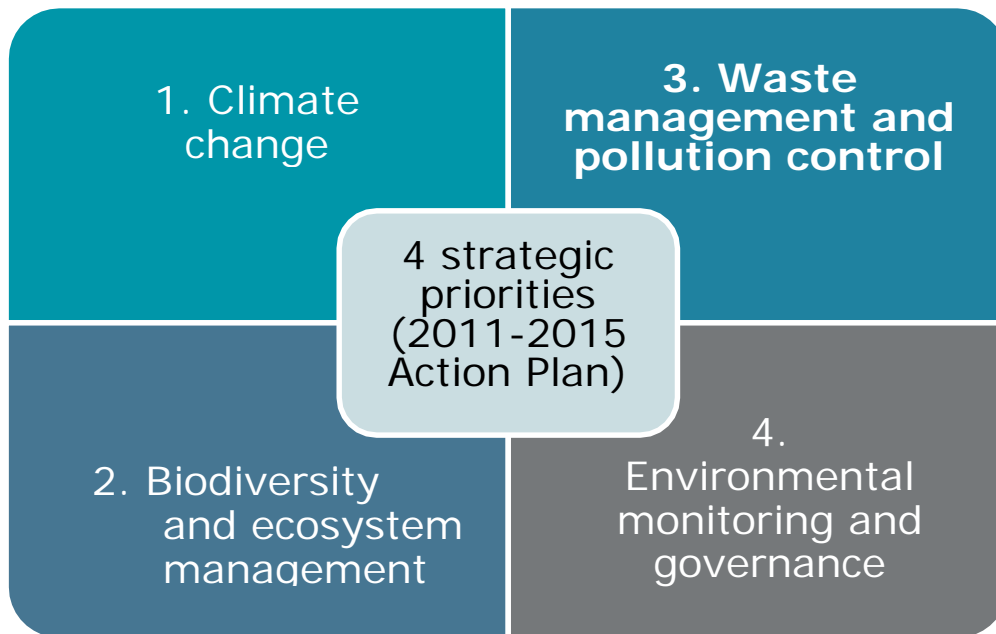 1. Climate
change
3. Waste
management and
pollution control
4 strategic
priorities
(2011-2015
Action Plan)
2. Biodiversity
and ecosystem
management
4.
Environmental
monitoring and
governance